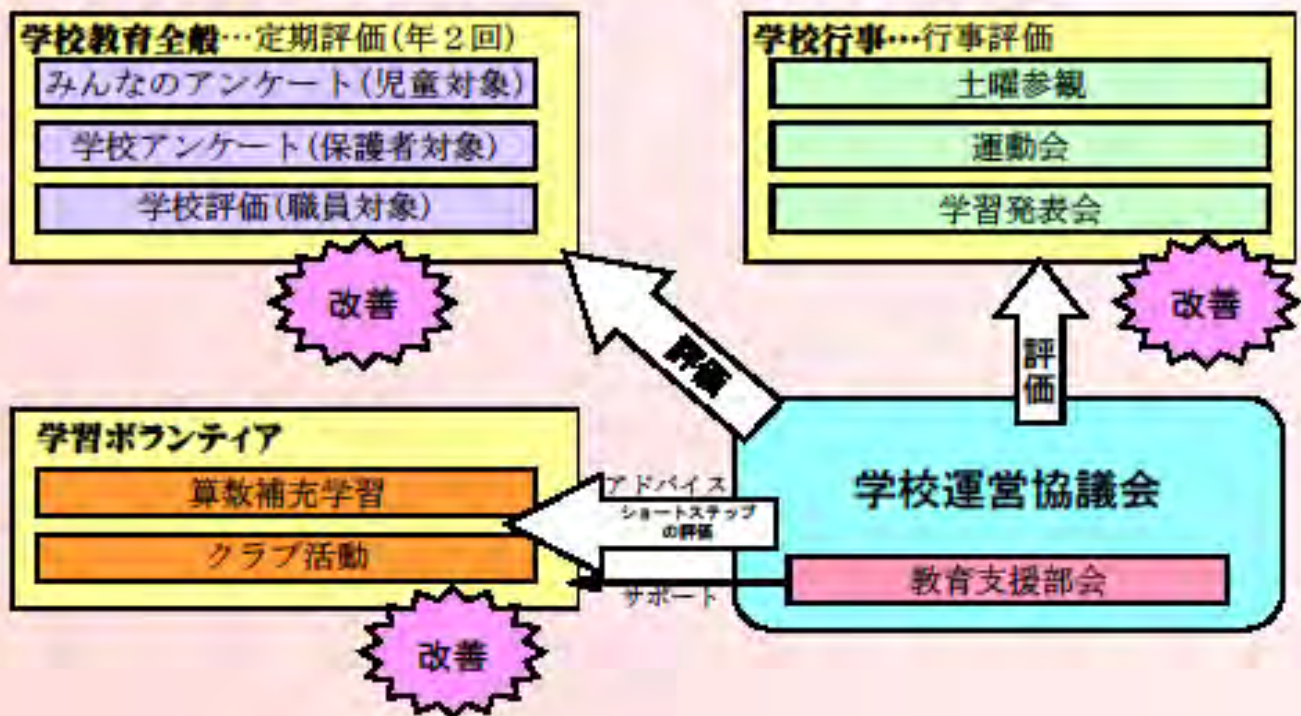 学校教育全般…定期評価(年2回)
みんなのアンケート(児童対象)
学校アンケート(保護者対象)
学校評価(職員対象)
改善
学校行事…行事評価
土曜参観
運動会
学習発表会
改善
評価
評価
学習ボランティア
算数補充学習
クラブ活動
改善
アドバイス
ショートステップ
の評価
サポート
学校運営協議会
教育支援部会